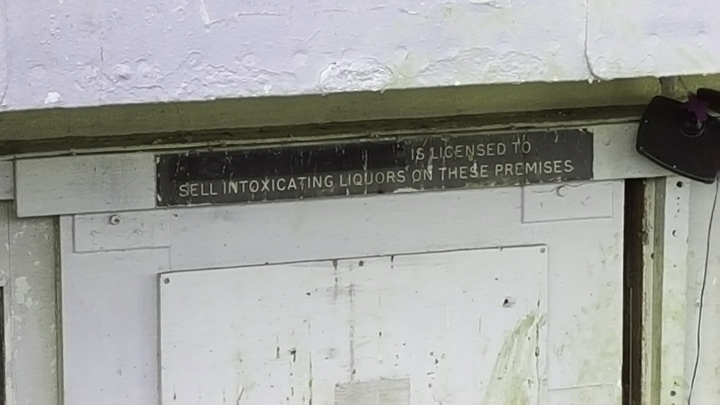 IS LICENSED TO
SELL INTOXICATING LIQUORS ON THESE PREMISES